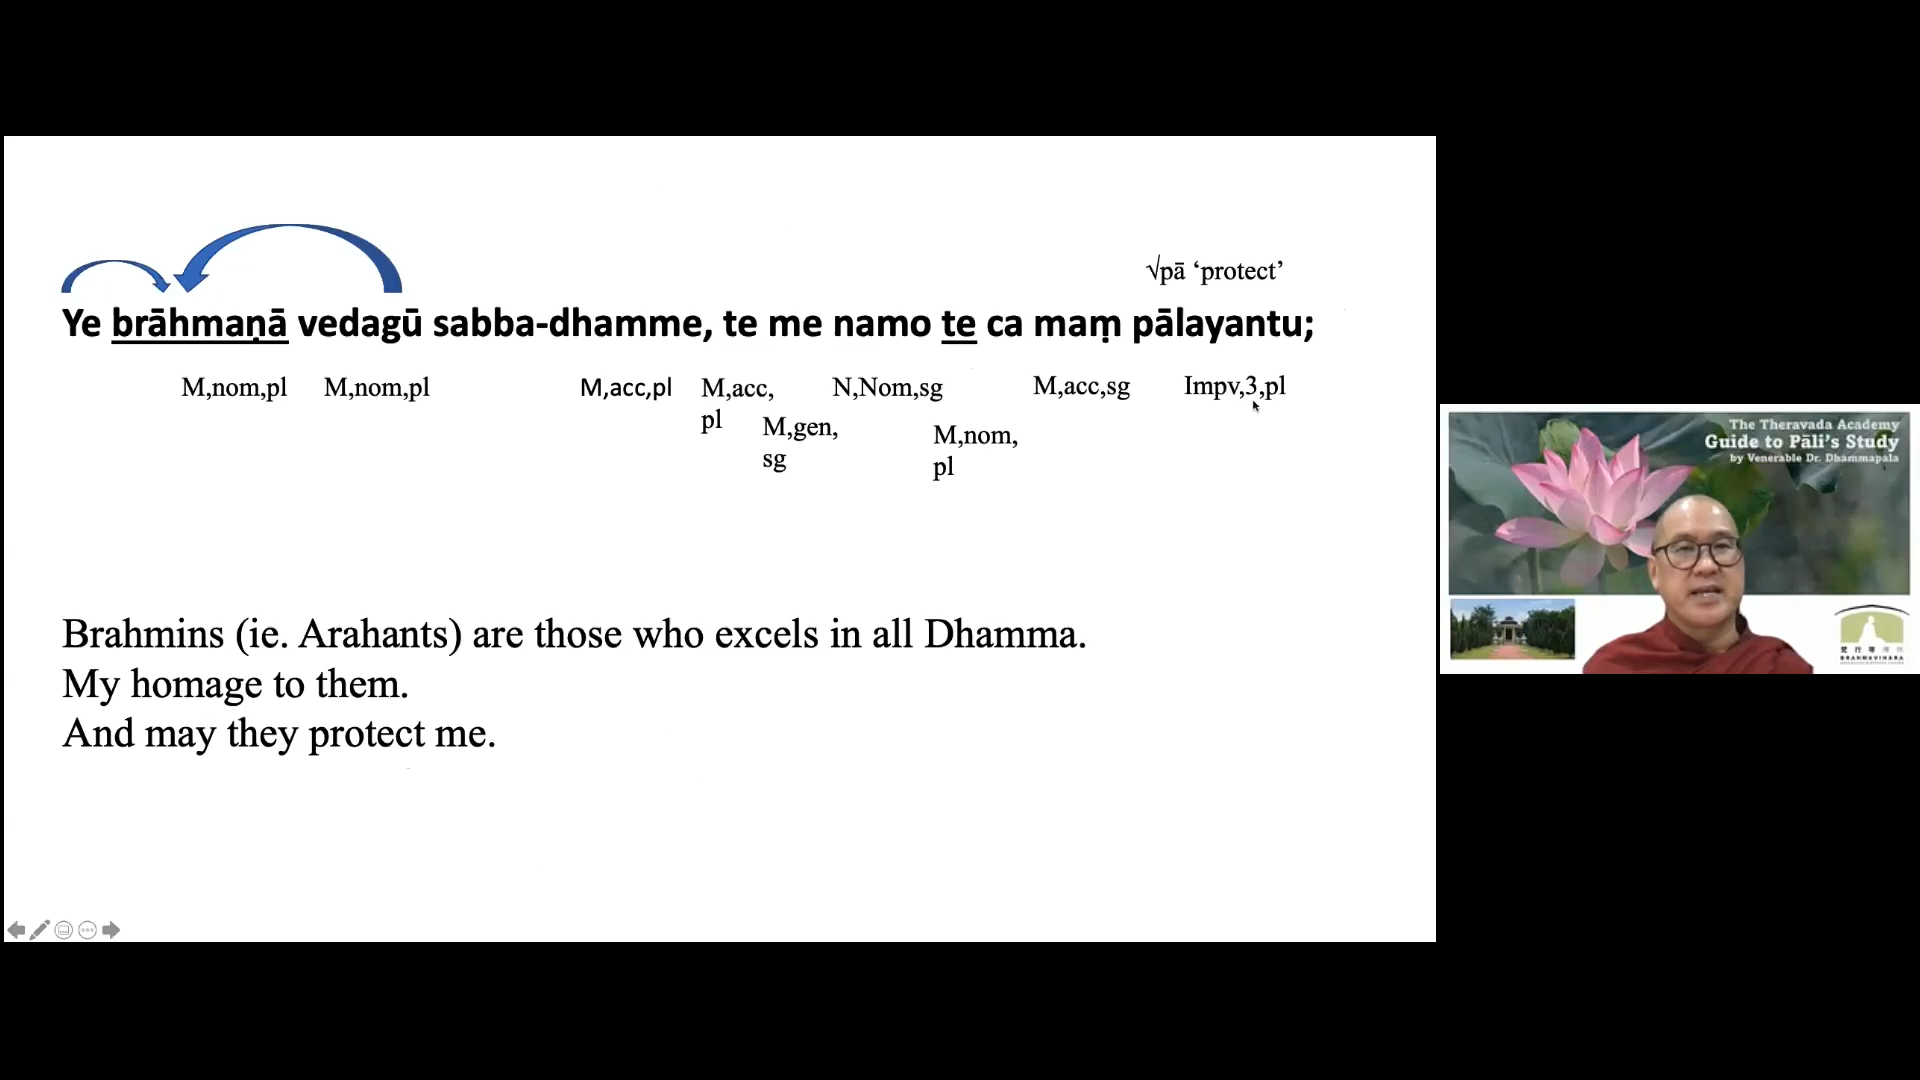 √pā ‘protect’
Ye brāhmaṇā vedagū sabba-dhamme, te me namo te ca maṃ pālayantu;
M,nom,pl M,nom,pl M,acc,pl M,acc, N,Nom,sg M,acc,sg Impv,3,pl
pl M,gen, M,nom,
sg pl
Brahmins (ie. Arahants) are those who excels in all Dhamma.
My homage to them.
And may they protect me.
The Theravada Academy
Guide to Pāli’s Study
by Venerable Dr. Dhammapala
BRAHMAVIHARA